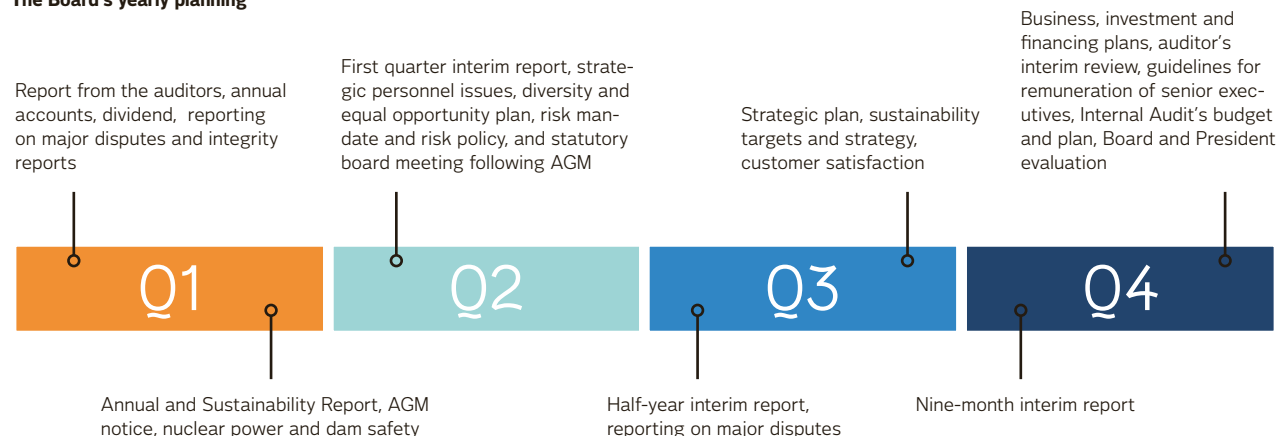 The Board's yearly planning
Report from the auditors, annual
accounts, dividend, reporting
on major disputes and integrity
reports
First quarter interim report, strate-
gic personnel issues, diversity and
equal opportunity plan, risk man-
date and risk policy, and statutory
board meeting following AGM
Strategic plan, sustainability
targets and strategy,
customer satisfaction
Business, investment and
financing plans, auditor's
interim review, guidelines for
remuneration of senior exec-
utives, Internal Audit's budget
and plan, Board and President
evaluation
Q1
Q2
Q3
Q4
Annual and Sustainability Report, AGM
notice, nuclear power and dam safety
Half-year interim report,
reporting on major disputes
Nine-month interim report